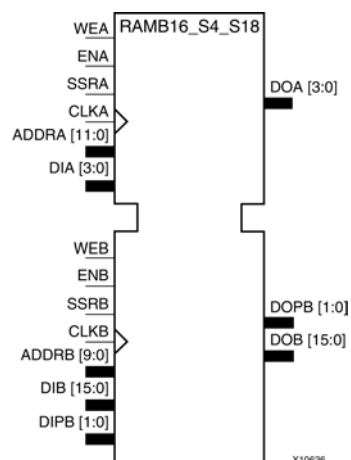 WEA RAMB16_S4_S18
ENA
SSRA
DOA [3:0]
CLKA
ADDRA [11:0]
DIA [3:0]
WEB
ENB
SSRB
DOPB [1:0]
CLKB
DOB [15:0]
ADDRB [9:0]
DIB [15:0]
DIPB [1:0]
X10636